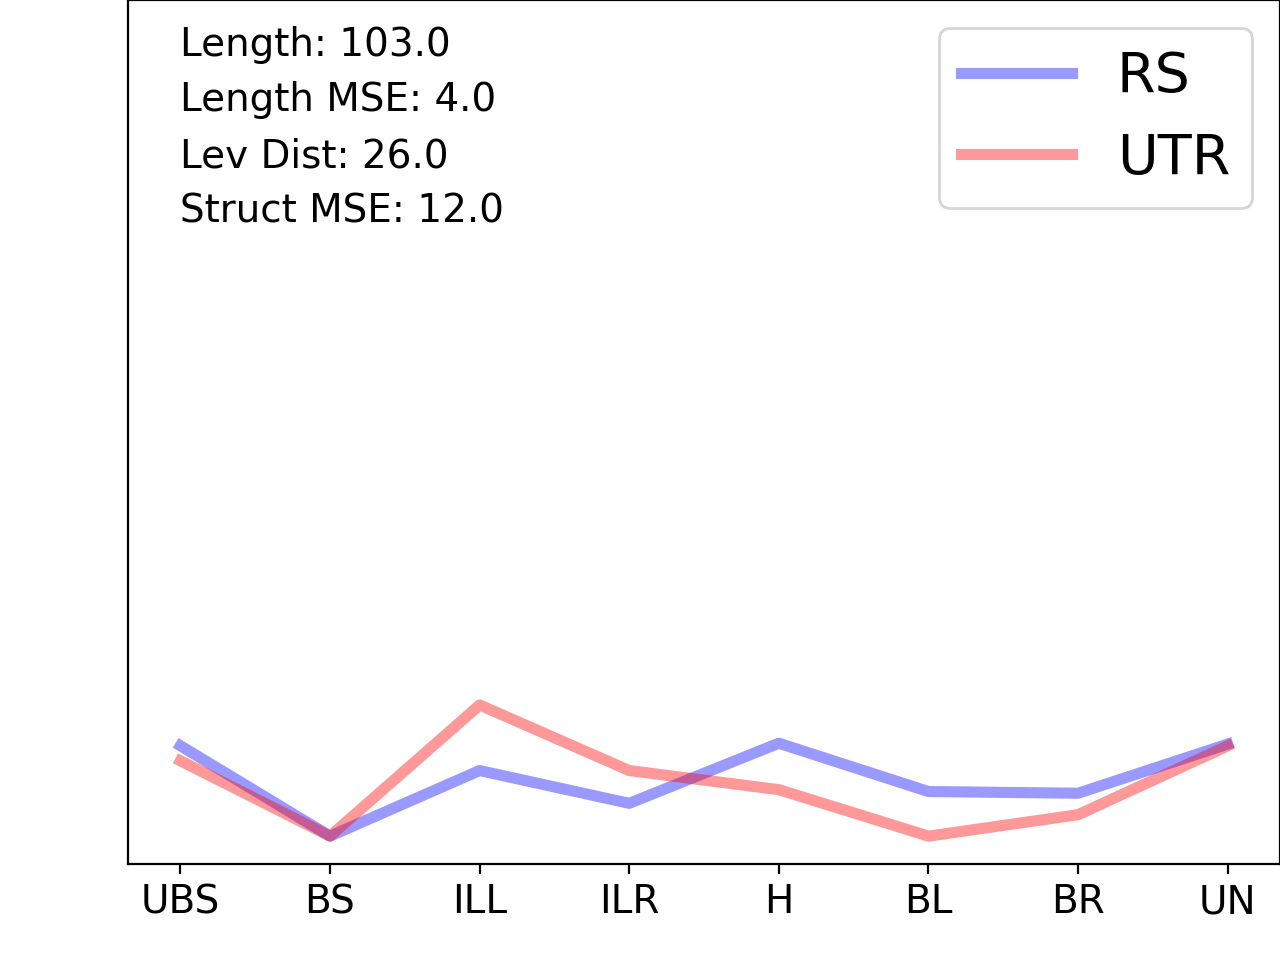 Length: 103.0
Length MSE: 4.0
Lev Dist: 26.0
Struct MSE: 12.0
RS
UTR
UBS BS ILL ILR H BL BR UN